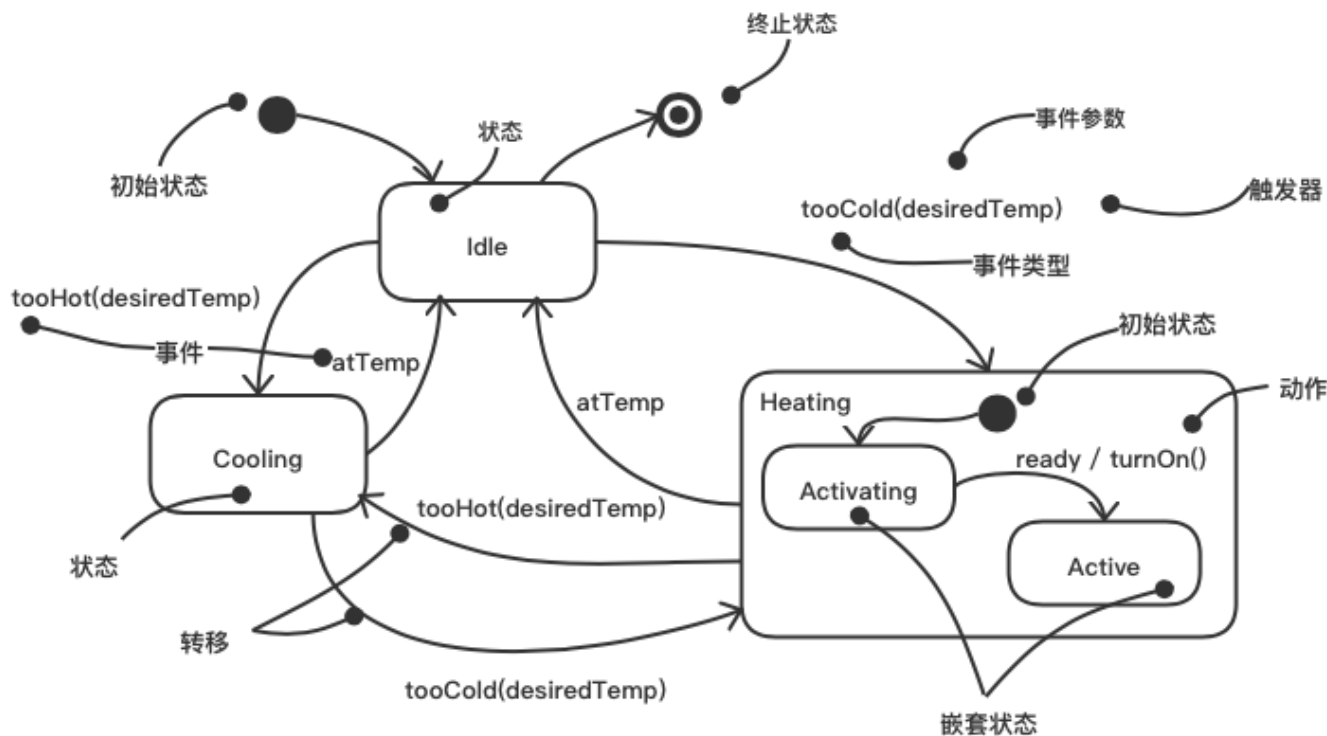 终止状态
事件参数
状态
初始状态
触发器
tooCold(desiredTemp)
Idle
事件类型
tooHot(desiredTemp)
初始状态
事件
atTemp
动作
atTemp
Heating
Cooling
ready / turnOn()
Activating
tooHot(desiredTemp)
状态
Active
转移
tooCold(desiredTemp)
嵌套状态